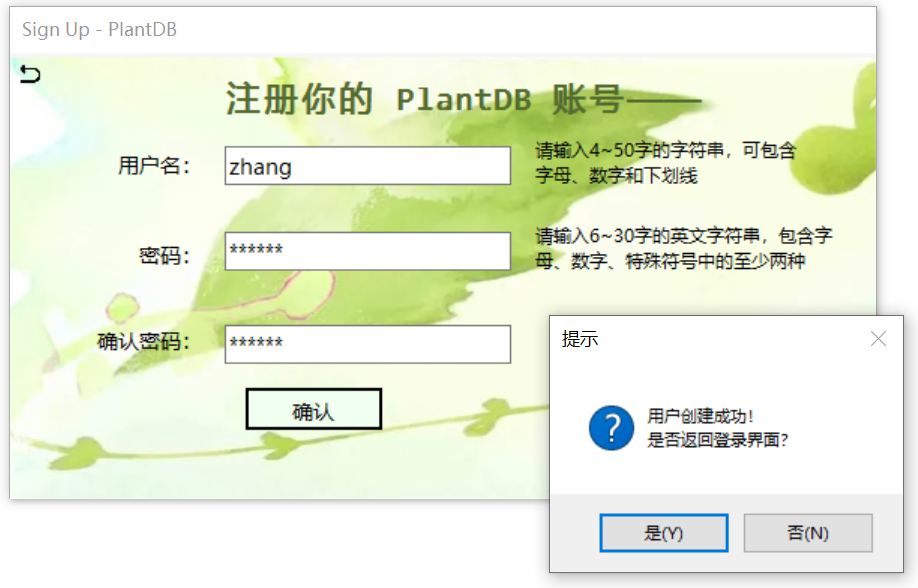 Sign Up - PlantDB
注册你的 PlantDB 账号——
用户名：
zhang
请输入4~50字的字符串，可包含
字母、数字和下划线
密码：
******
请输入6~30字的英文字符串，包含字
母、数字、特殊符号中的至少两种
确认密码：
******
确认
提示
用户创建成功！
是否返回登录界面？
是(Y)
否(N)